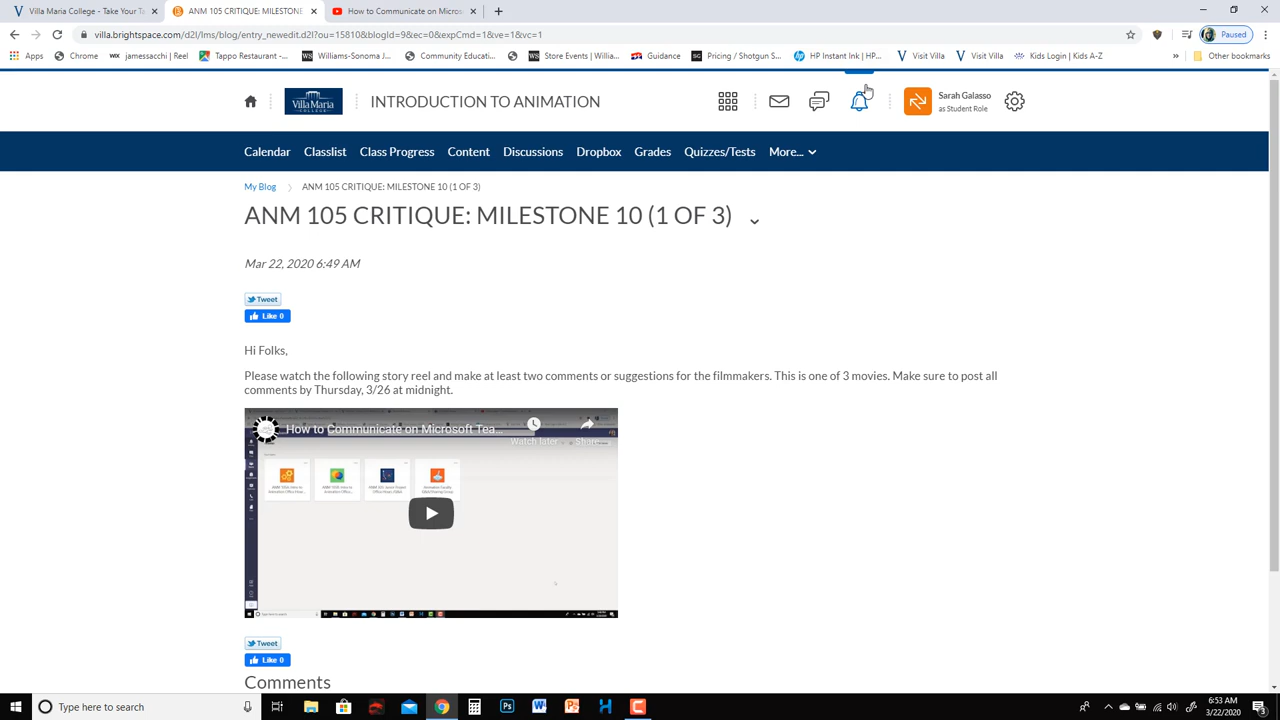 Villa Maria College - Take Your Ta
ANM 105 CRITIQUE: MILESTONE
How to Communicate on Micros
villa.brightspace.com/d2l/lms/blog/entry_newedit.d2l?ou=15810&blogId=9&ec=0&expCmd=1&ve=1&vc=1
Paused
Apps
Chrome
jamessacchi | Reel
Tappo Restaurant -...
Williams-Sonoma J...
Community Educati...
Store Events | Willia...
Guidance
Pricing / Shotgun S...
HP Instant Ink | HP...
Visit Villa
Visit Villa
Kids Login | Kids A-Z
»
Other bookmarks
Villa Maria
COLLEGE
INTRODUCTION TO ANIMATION
Sarah Galasso
as Student Role
Calendar Classlist Class Progress Content Discussions Dropbox Grades Quizzes/Tests More...
My Blog
ANM 105 CRITIQUE: MILESTONE 10 (1 OF 3)
ANM 105 CRITIQUE: MILESTONE 10 (1 OF 3)
Mar 22, 2020 6:49 AM
Tweet
Like 0
Hi Folks,
Please watch the following story reel and make at least two comments or suggestions for the filmmakers. This is one of 3 movies. Make sure to post all
comments by Thursday, 3/26 at midnight.
How to Communicate on Microsoft Tea...
Watch later
Share
Tweet
Like 0
Comments
Type here to search
6:53 AM
3/22/2020